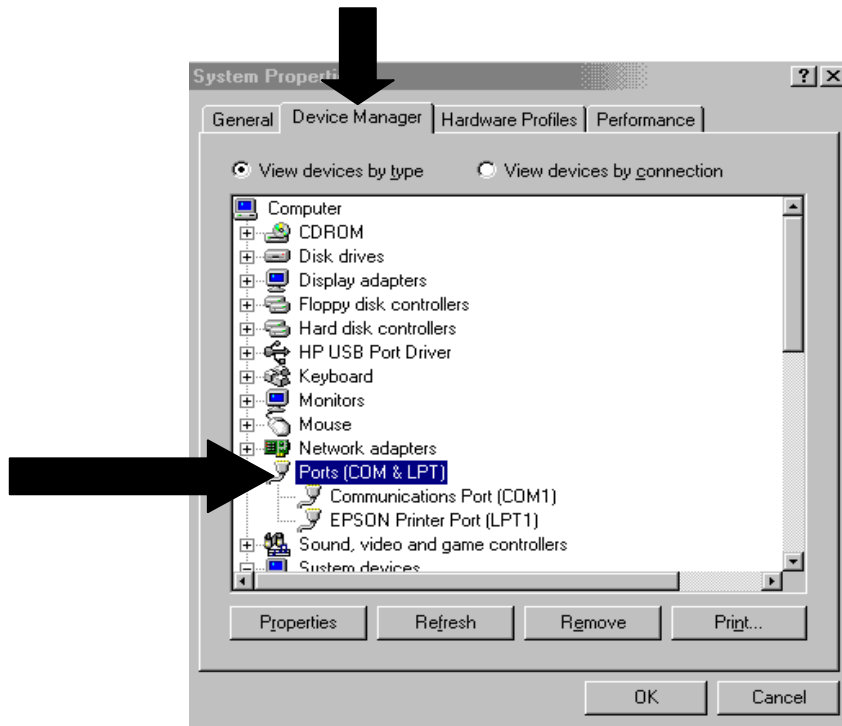 System Properti
General Device Manager Hardware Profiles Performance
View devices by type View devices by connection
Computer
CDROM
Disk drives
Display adapters
Floppy disk controllers
Hard disk controllers
HP USB Port Driver
Keyboard
Monitors
Mouse
Network adapters
Ports (COM & LPT)
Communications Port (COM1)
EPSON Printer Port (LPT1)
Sound, video and game controllers
System devices
Properties Refresh Remove Print...
OK Cancel